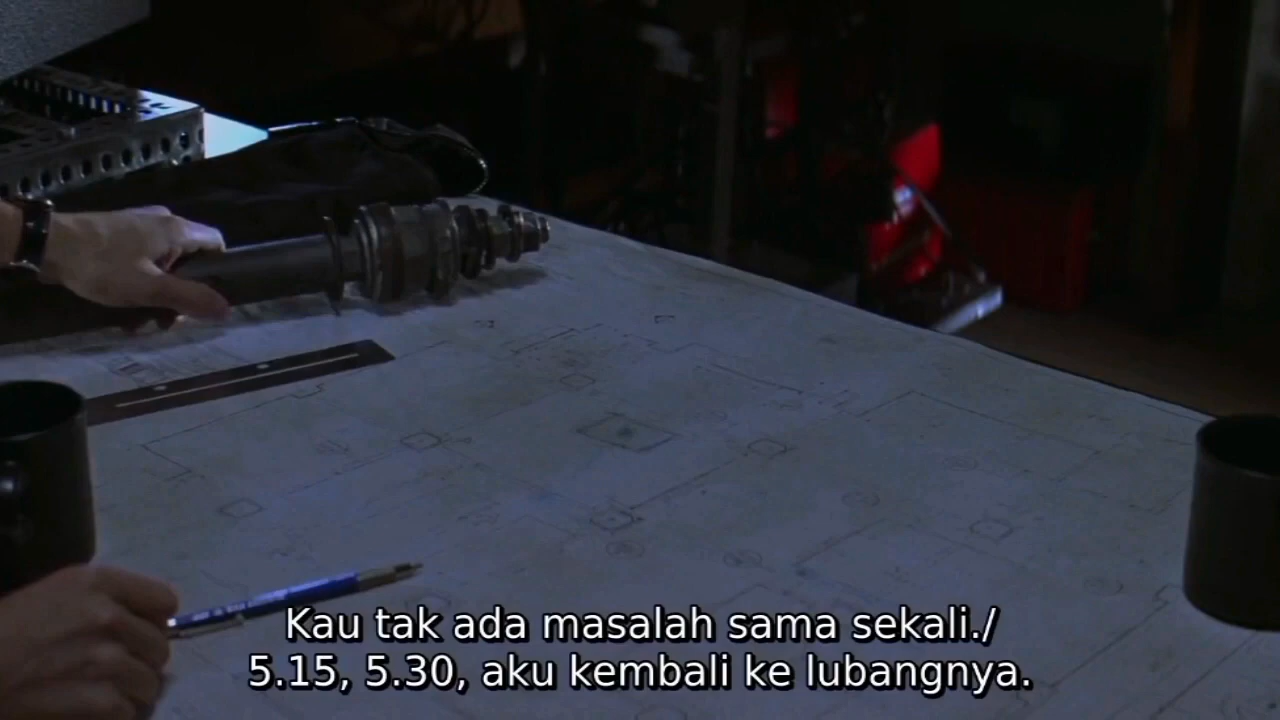 Kau tak ada masalah sama sekali./
5.15, 5.30, aku kembali ke lubangnya.